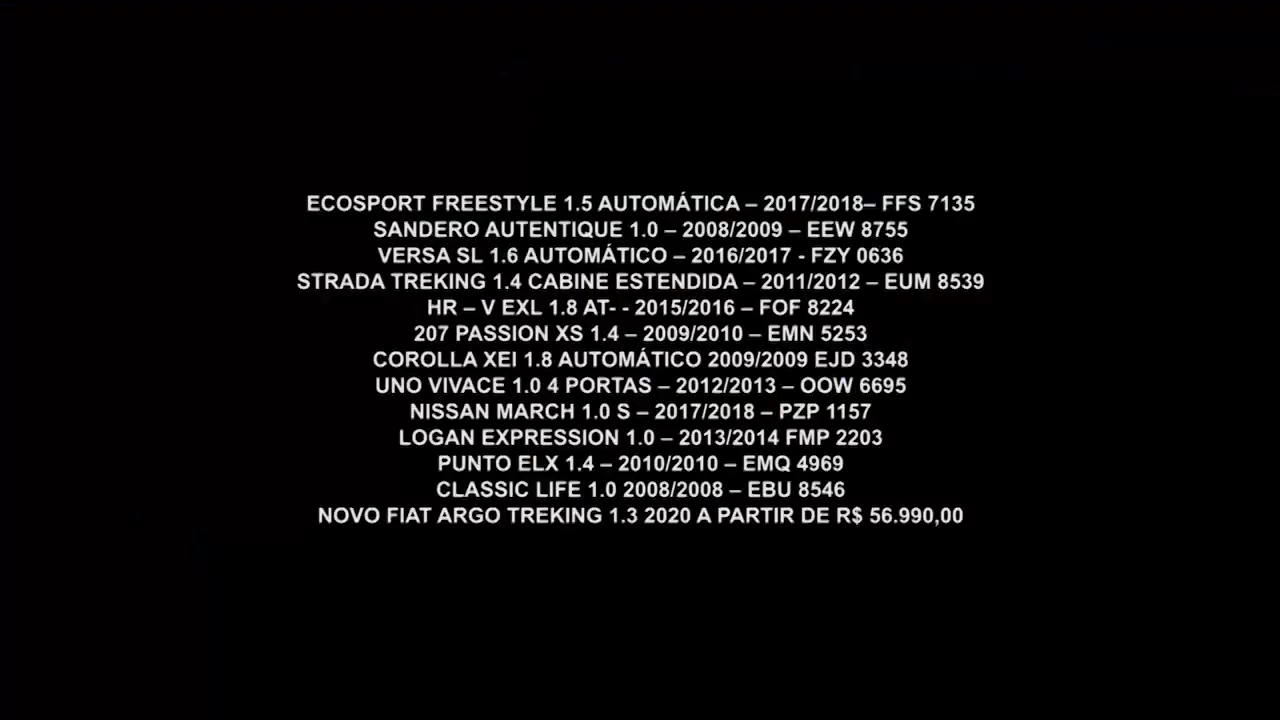 ECOSPORT FREESTYLE 1.5 AUTOMÁTICA – 2017/2018– FFS 7135
SANDERO AUTENTIQUE 1.0 – 2008/2009 – EEW 8755
VERSA SL 1.6 AUTOMÁTICO – 2016/2017 - FZY 0636
STRADA TREKING 1.4 CABINE ESTENDIDA – 2011/2012 – EUM 8539
HR – V EXL 1.8 AT- - 2015/2016 – FOF 8224
207 PASSION XS 1.4 – 2009/2010 – EMN 5253
COROLLA XEI 1.8 AUTOMÁTICO 2009/2009 EJD 3348
UNO VIVACE 1.0 4 PORTAS – 2012/2013 – OOW 6695
NISSAN MARCH 1.0 S – 2017/2018 – PZP 1157
LOGAN EXPRESSION 1.0 – 2013/2014 FMP 2203
PUNTO ELX 1.4 – 2010/2010 – EMQ 4969
CLASSIC LIFE 1.0 2008/2008 – EBU 8546
NOVO FIAT ARGO TREKING 1.3 2020 A PARTIR DE R$ 56.990,00